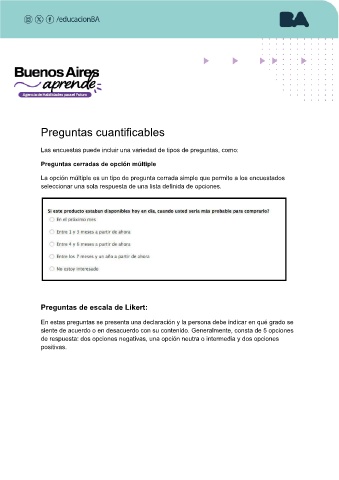 /educacionBA
BA
Buenos Aires
aprende
Agencia de Habilidades para el Futuro
Preguntas cuantificables
Las encuestas puede incluir una variedad de tipos de preguntas, como:
Preguntas cerradas de opción múltiple
La opción múltiple es un tipo de pregunta cerrada simple que permite a los encuestados
seleccionar una sola respuesta de una lista definida de opciones.
Si este producto estaban disponibles hoy en día, cuando usted sería más probable para comprarlo?
En el próximo mes
Entre 1 y 3 meses a partir de ahora
Entre 4 y 6 meses a partir de ahora
Entre los 7 meses y un año a partir de ahora
No estoy interesado
Preguntas de escala de Likert:
En estas preguntas se presenta una declaración y la persona debe indicar en qué grado se
siente de acuerdo o en desacuerdo con su contenido. Generalmente, consta de 5 opciones
de respuesta: dos opciones negativas, una opción neutra o intermedia y dos opciones
positivas.